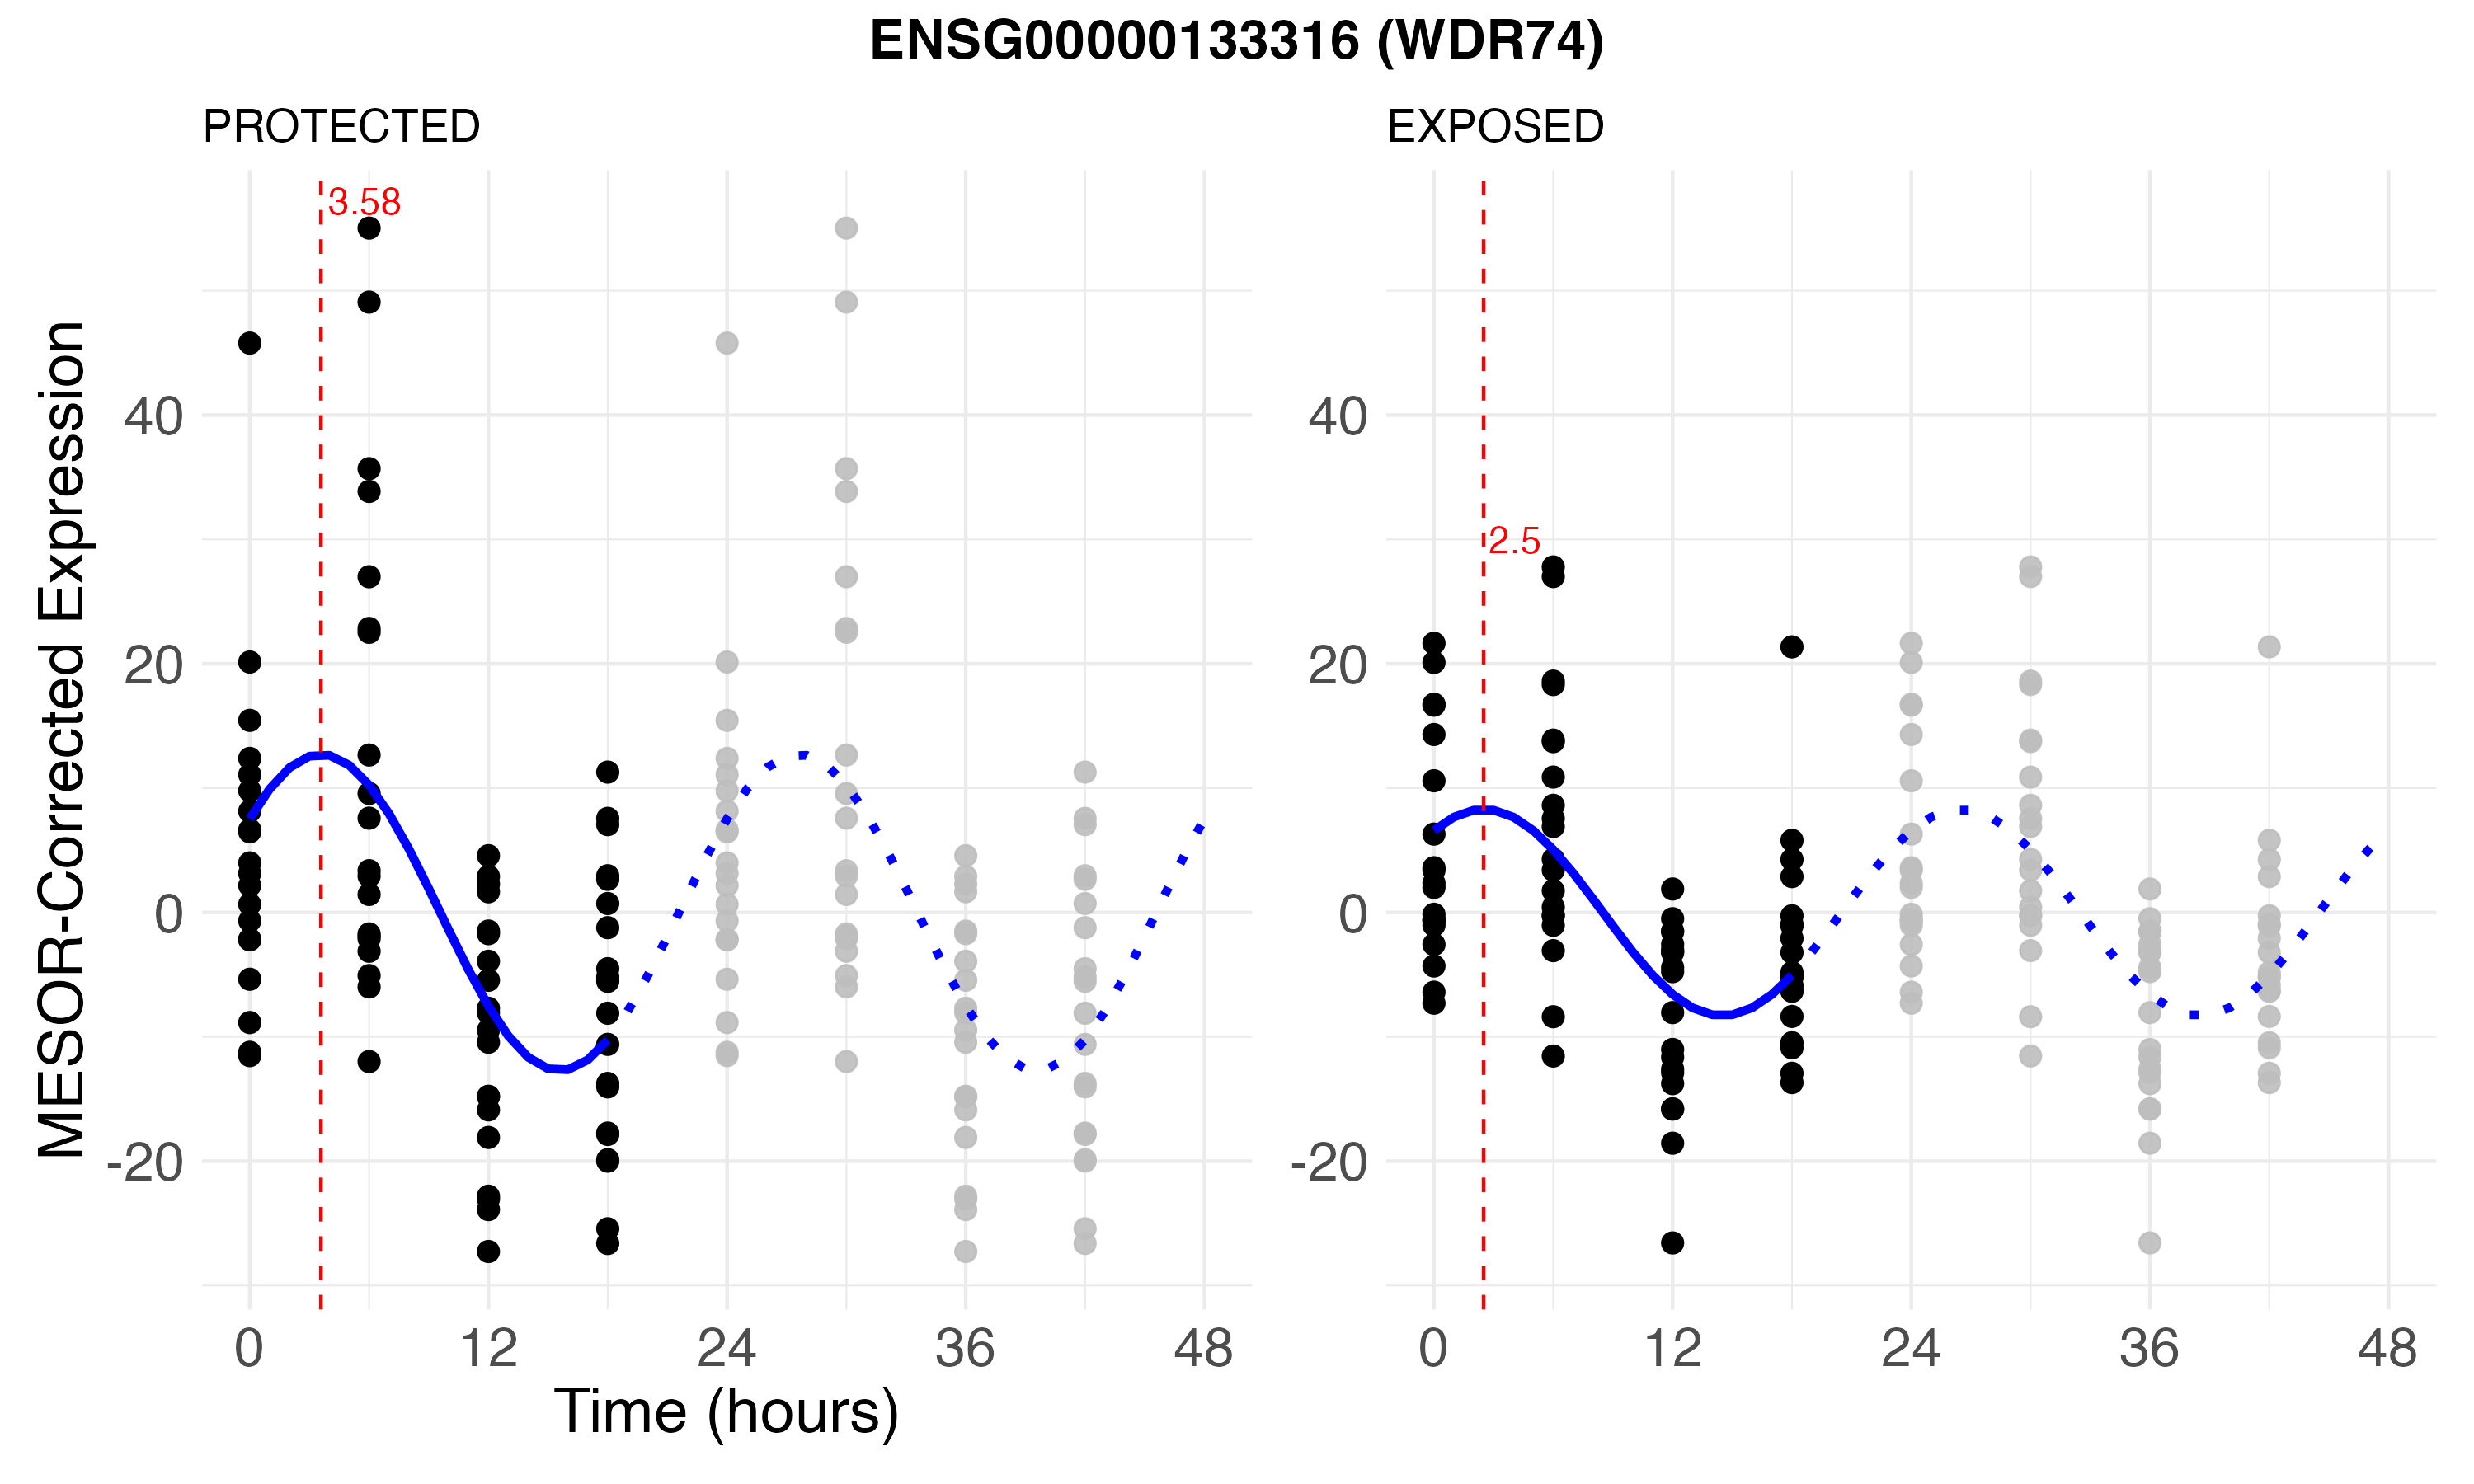 ENSG00000133316 (WDR74)
PROTECTED
EXPOSED
MESOR-Corrected Expression
3.58
40
20
0
-20
0 12 24 36 48
Time (hours)
2.5
40
20
0
-20
0 12 24 36 48